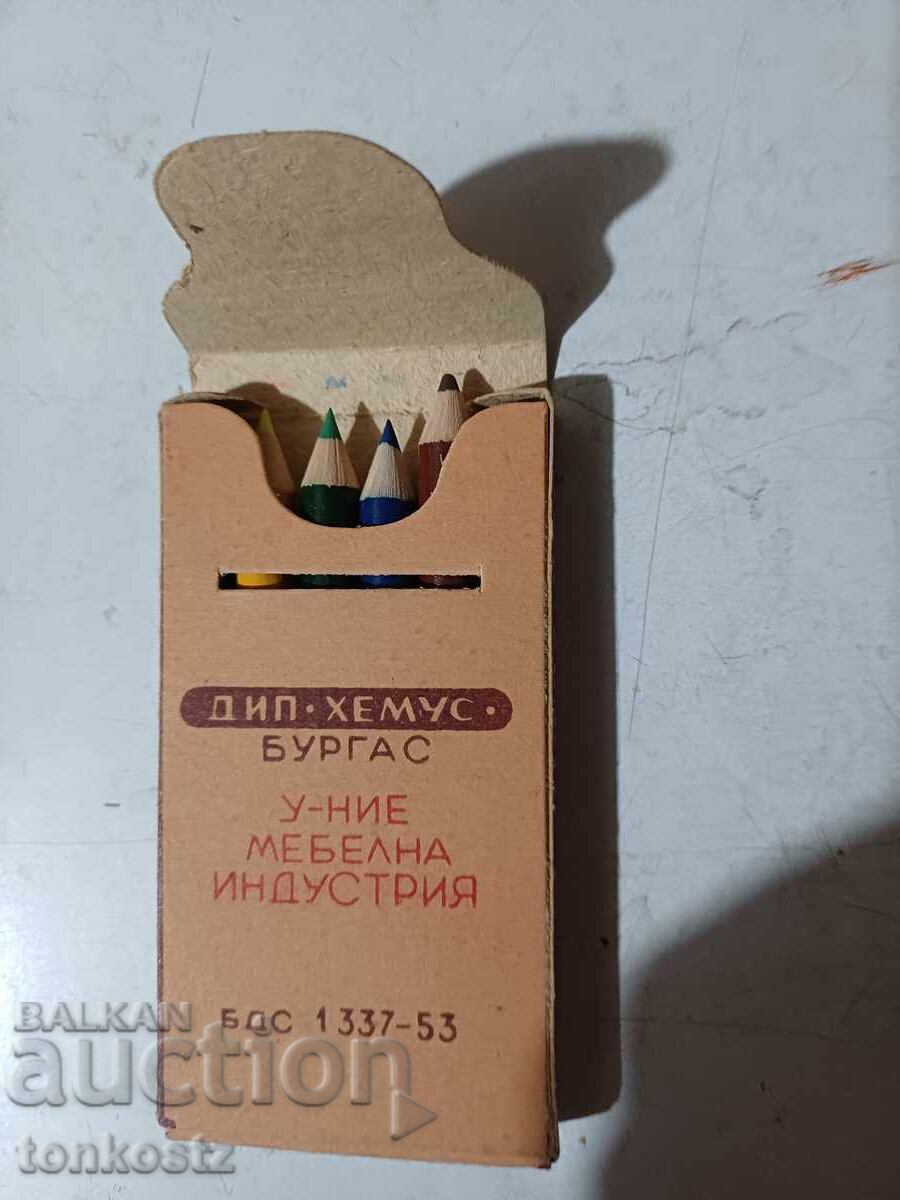 ДИП·ХЕМУС·
БУРГАС
У-НИЕ
МЕБЕЛНА
ИНДУСТРИЯ
БДС 1337-53
BALKAN
auction
tonkostz